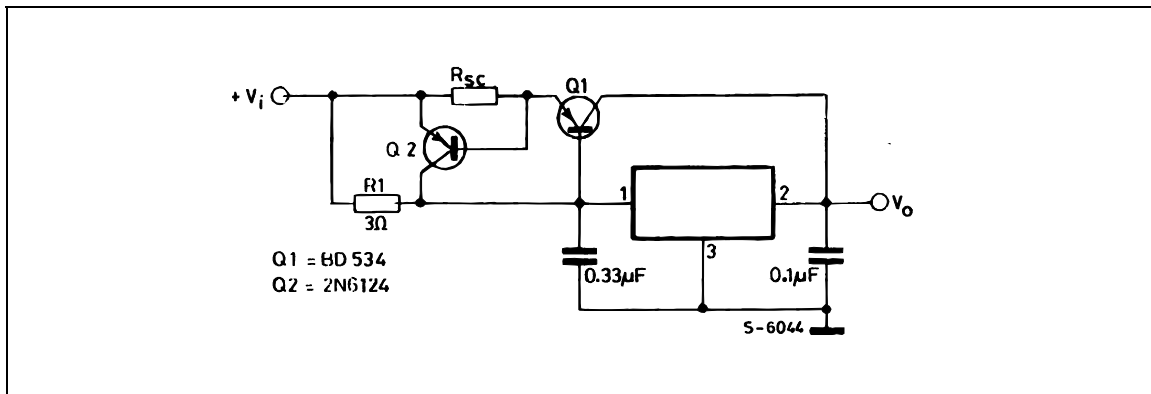 + Vi
Rsc
Q1
Q 2
R1
3Ω
1
2
Vo
3
0.33µF
0.1µF
Q1 = BD 534
Q2 = 2N6124
S-6044